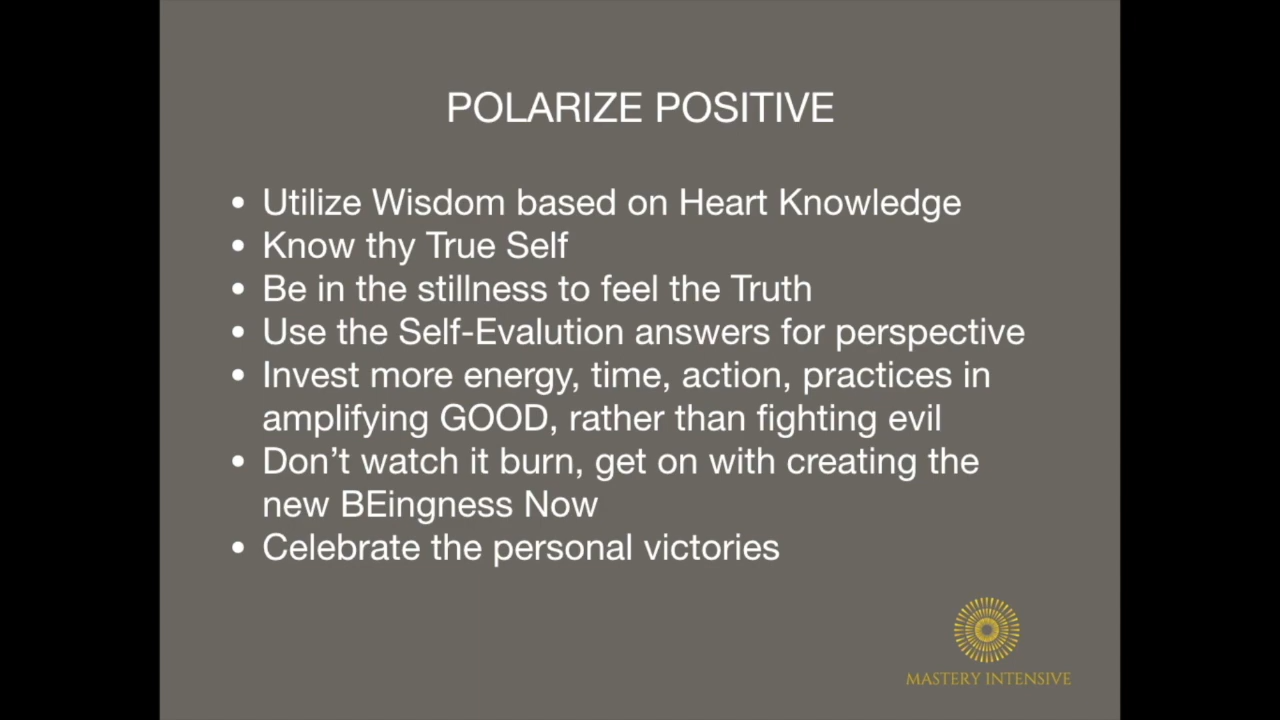 POLARIZE POSITIVE
• Utilize Wisdom based on Heart Knowledge
• Know thy True Self
• Be in the stillness to feel the Truth
• Use the Self-Evalution answers for perspective
• Invest more energy, time, action, practices in
amplifying GOOD, rather than fighting evil
• Don’t watch it burn, get on with creating the
new BEingness Now
• Celebrate the personal victories
MASTERY INTENSIVE